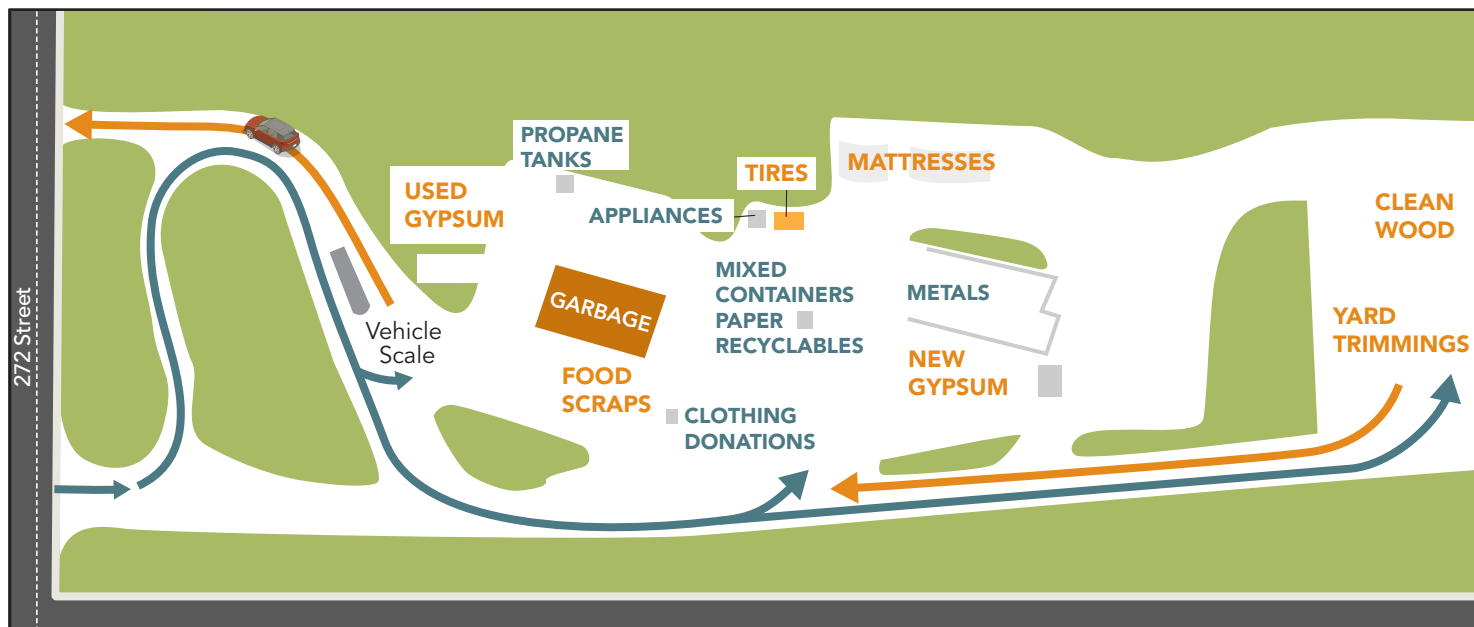 PROPANE
TANKS
TIRES
MATTRESSES
USED
GYPSUM
APPLIANCES
CLEAN
WOOD
MIXED
CONTAINERS
PAPER
RECYCLABLES
METALS
GARBAGE
272 Street
Vehicle
Scale
YARD
TRIMMINGS
NEW
GYPSUM
FOOD
SCRAPS
CLOTHING
DONATIONS